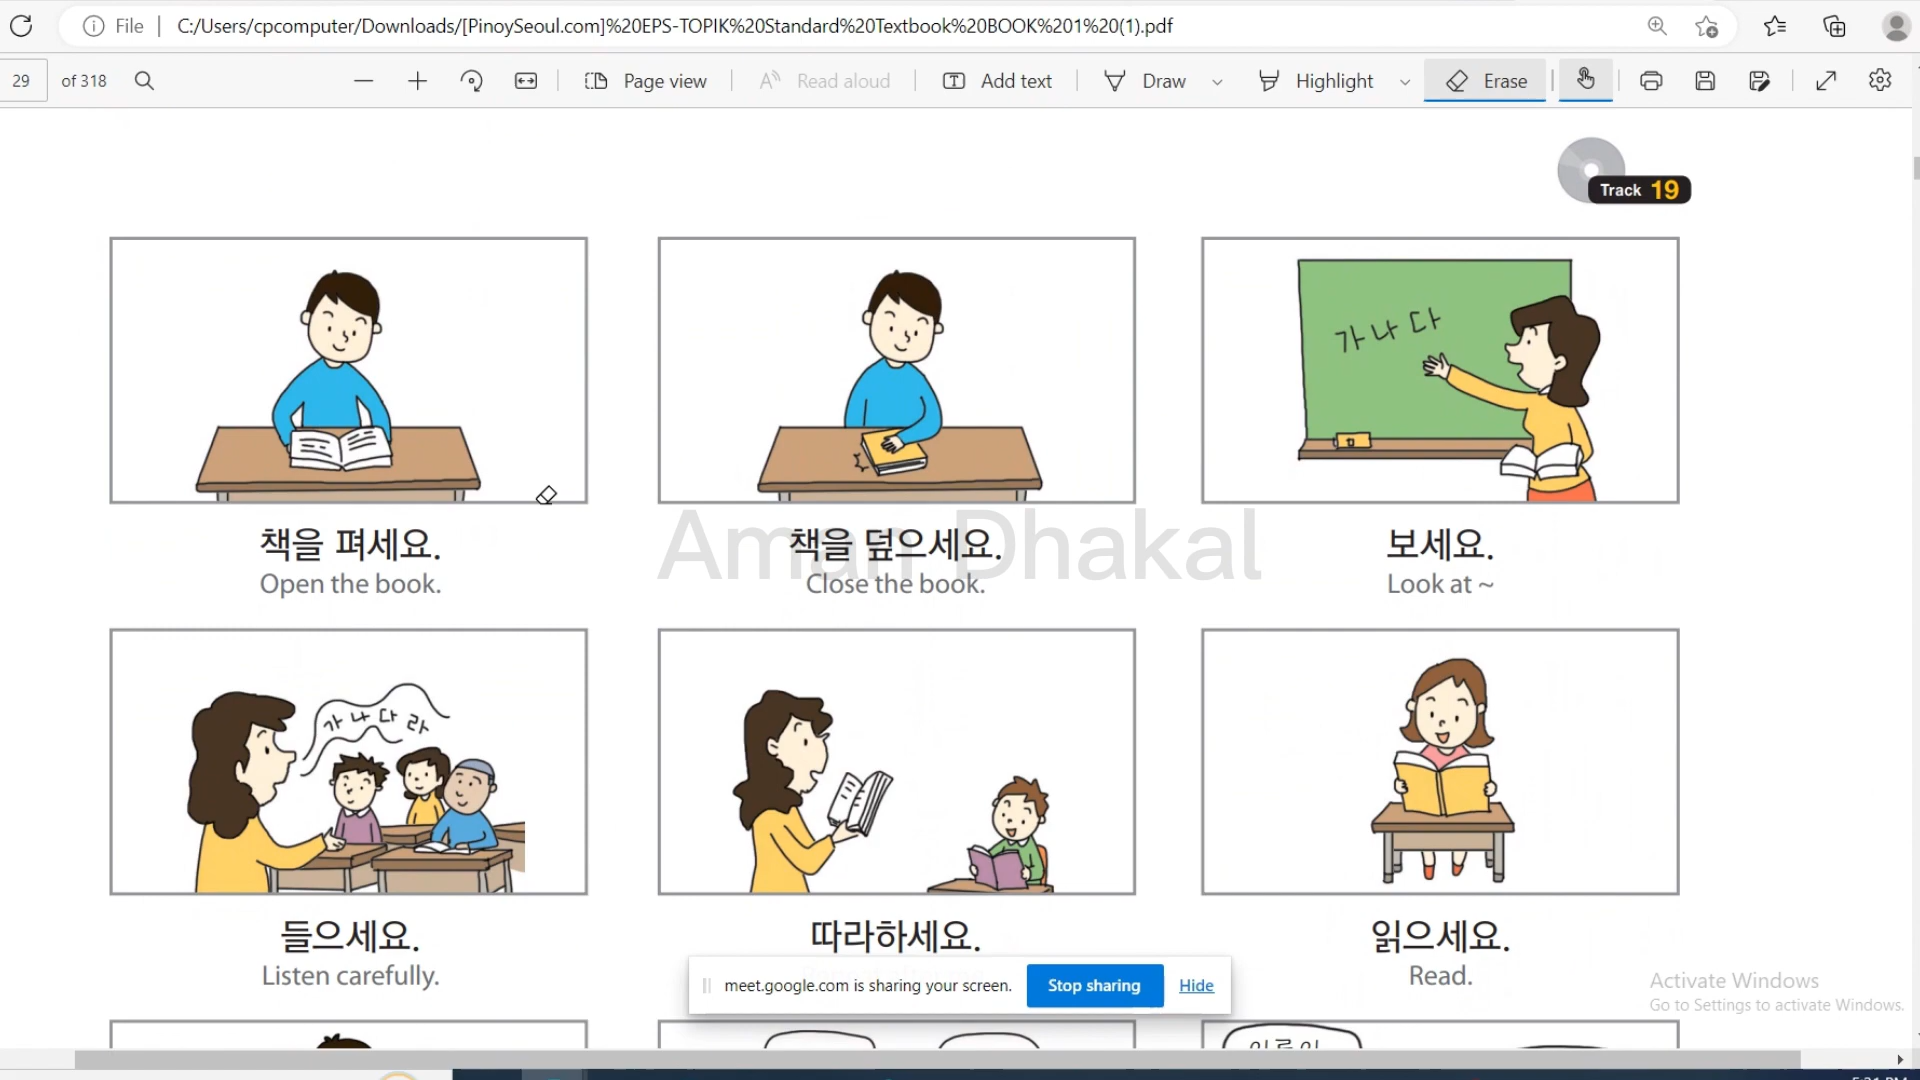 File
C:/Users/cpcomputer/Downloads/[PinoySeoul.com]%20EPS-TOPIK%20Standard%20Textbook%20BOOK%201%20(1).pdf
29 of 318
Page view
Read aloud
Add text
Draw
Highlight
Erase
Track 19
가 나 다
책을 펴세요.
Open the book.
책을 덮으세요.
Close the book.
보세요.
Look at ~
Aman Dhakal
가 나 다 라
들으세요.
Listen carefully.
따라하세요.
읽으세요.
Read.
meet.google.com is sharing your screen.
Stop sharing
Hide
Activate Windows
Go to Settings to activate Windows.